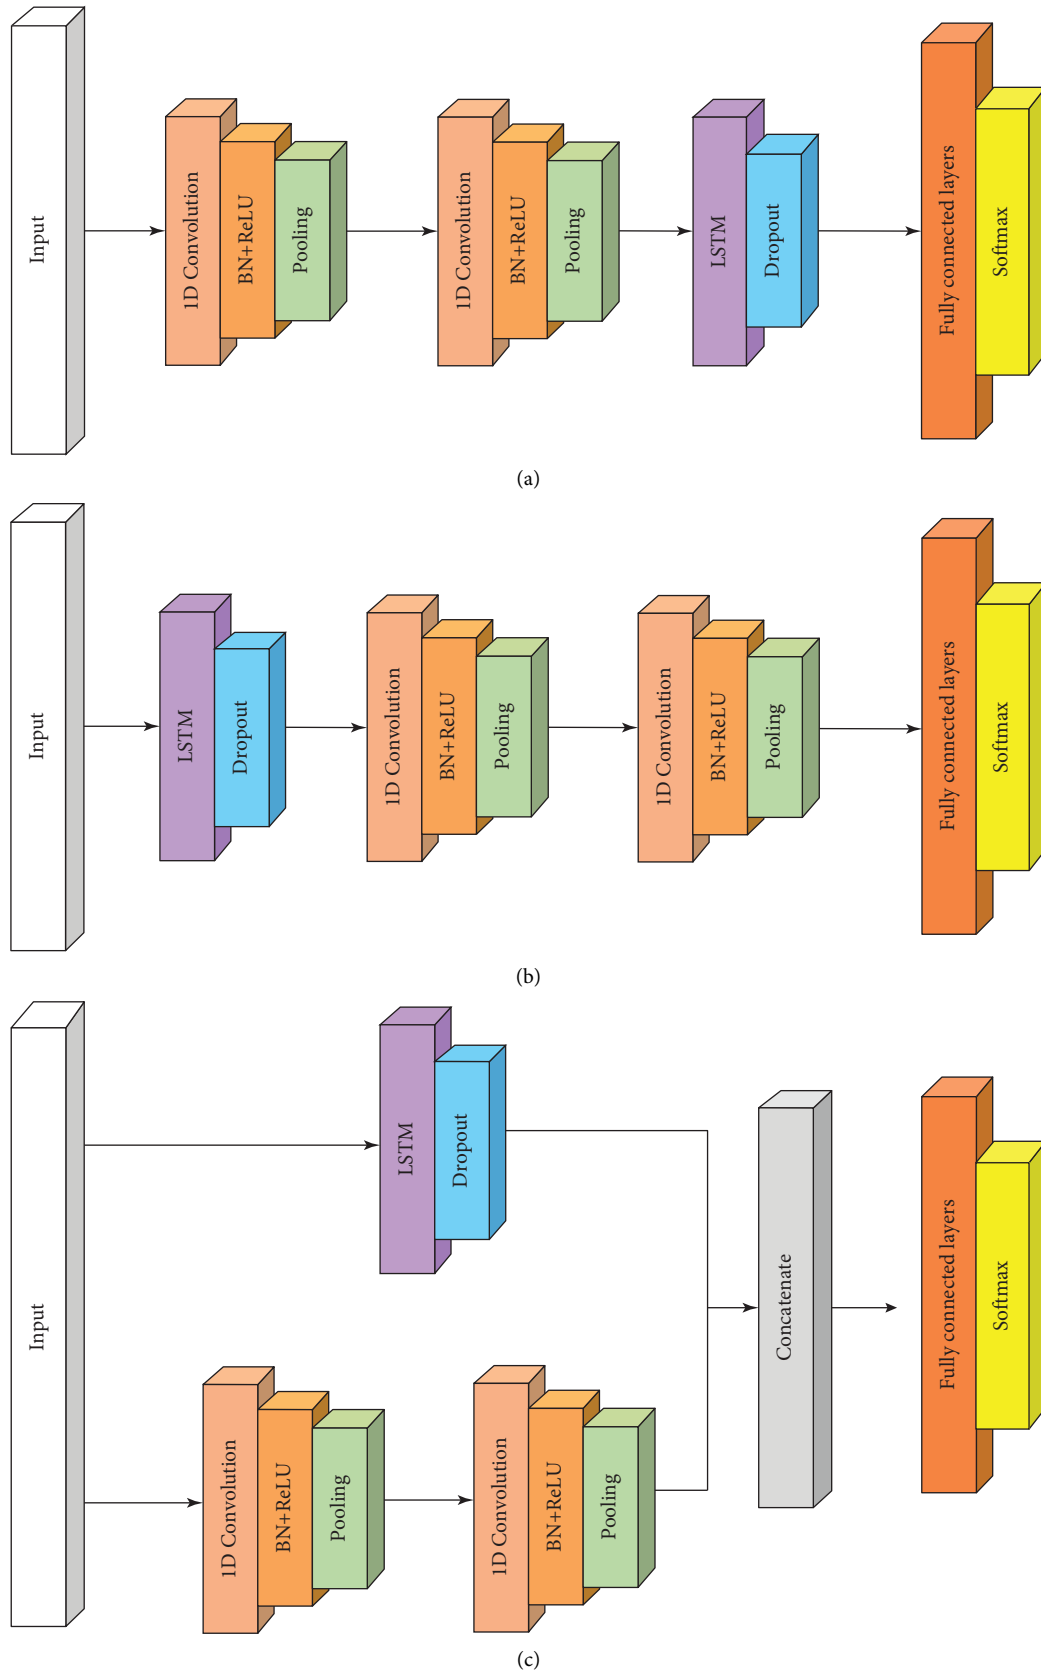 Input
1D Convolution
BN+ReLU
Pooling
1D Convolution
BN+ReLU
Pooling
LSTM
Dropout
Fully connected layers
Softmax
(a)
Input
LSTM
Dropout
1D Convolution
BN+ReLU
Pooling
1D Convolution
BN+ReLU
Pooling
Fully connected layers
Softmax
(b)
Input
LSTM
Dropout
1D Convolution
BN+ReLU
Pooling
1D Convolution
BN+ReLU
Pooling
Concatenate
Fully connected layers
Softmax
(c)